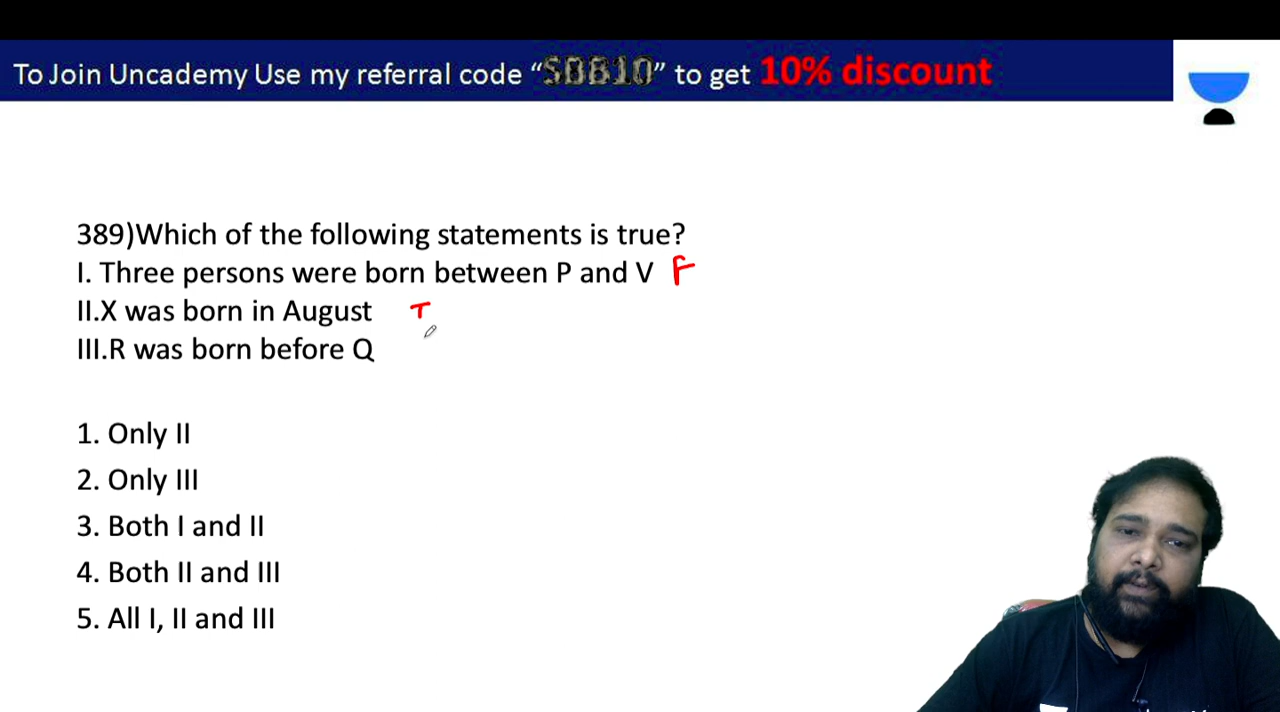 To Join Uncademy Use my referral code “SBB10” to get 10% discount
389)Which of the following statements is true?
I. Three persons were born between P and V F
II.X was born in August T
III.R was born before Q
1. Only II
2. Only III
3. Both I and II
4. Both II and III
5. All I, II and III